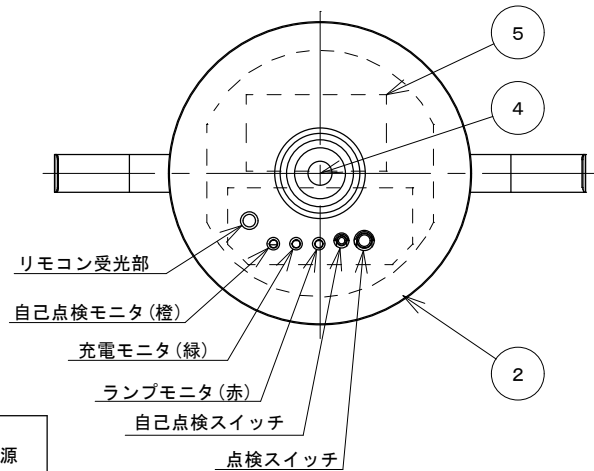 5
4
リモコン受光部
自己点検モニタ(橙)
充電モニタ(緑)
2
ランプモニタ(赤)
自己点検スイッチ
源
点検スイッチ